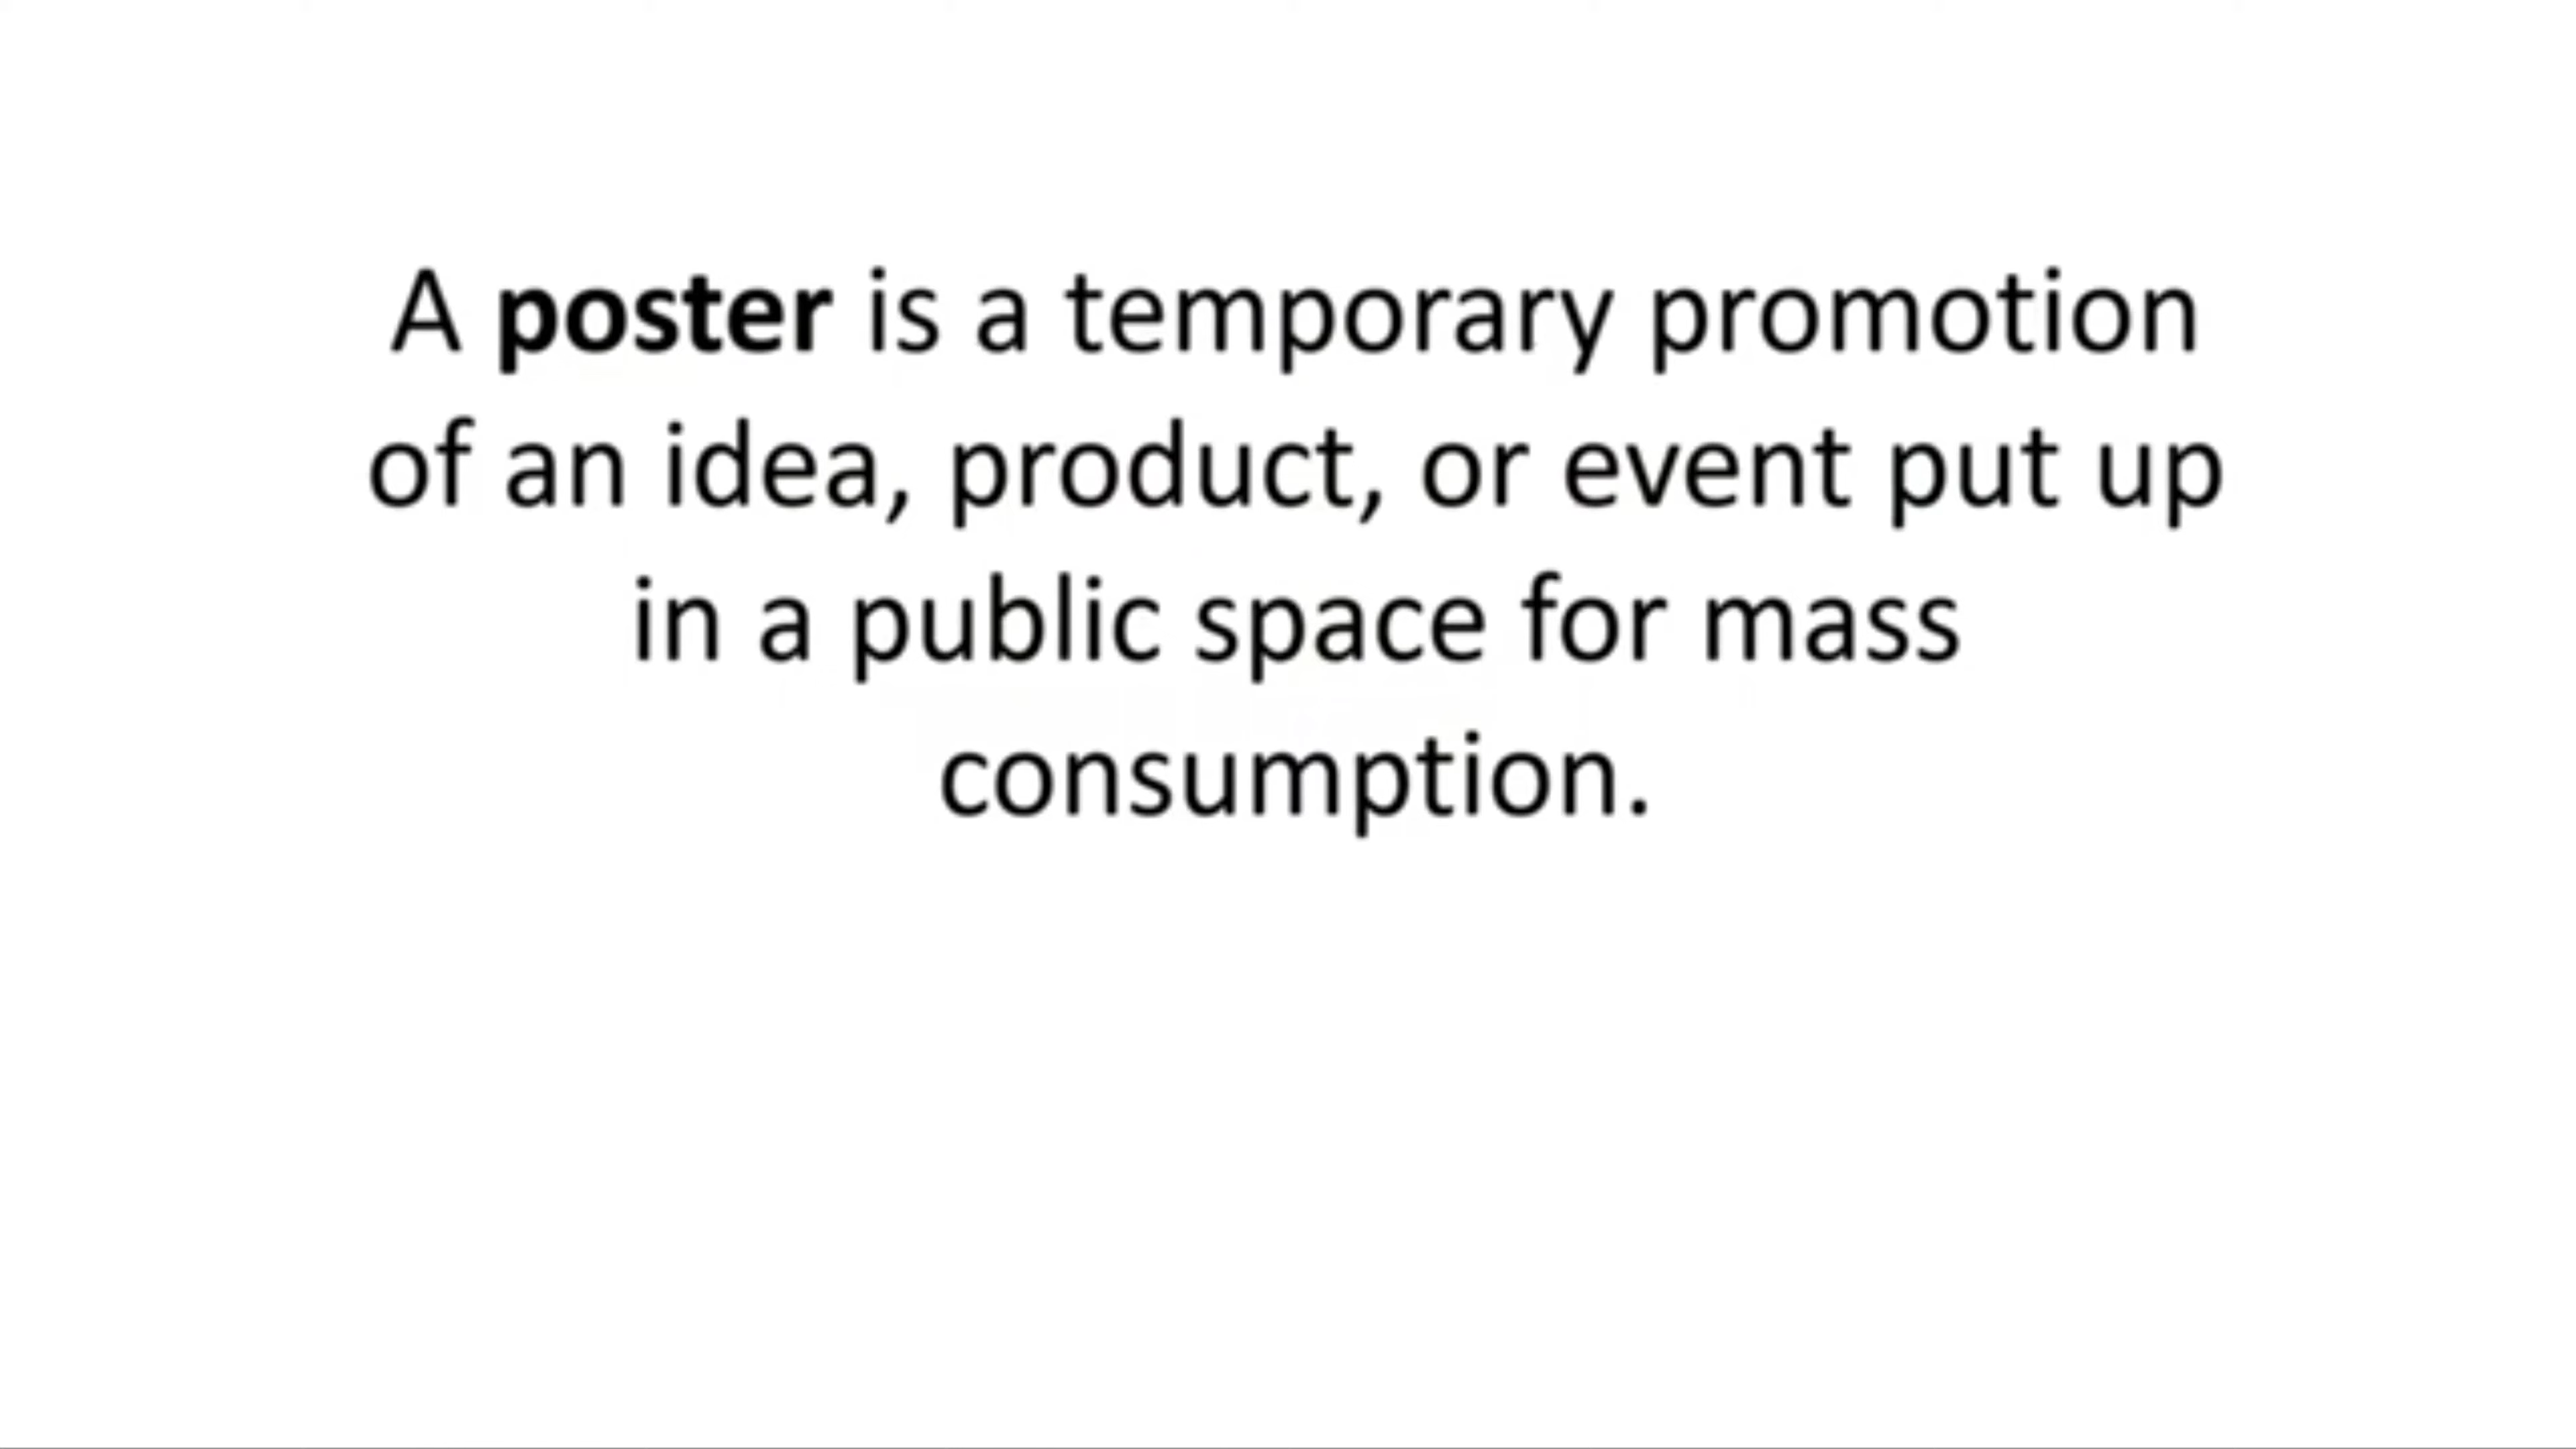 A poster is a temporary promotion
of an idea, product, or event put up
in a public space for mass
consumption.